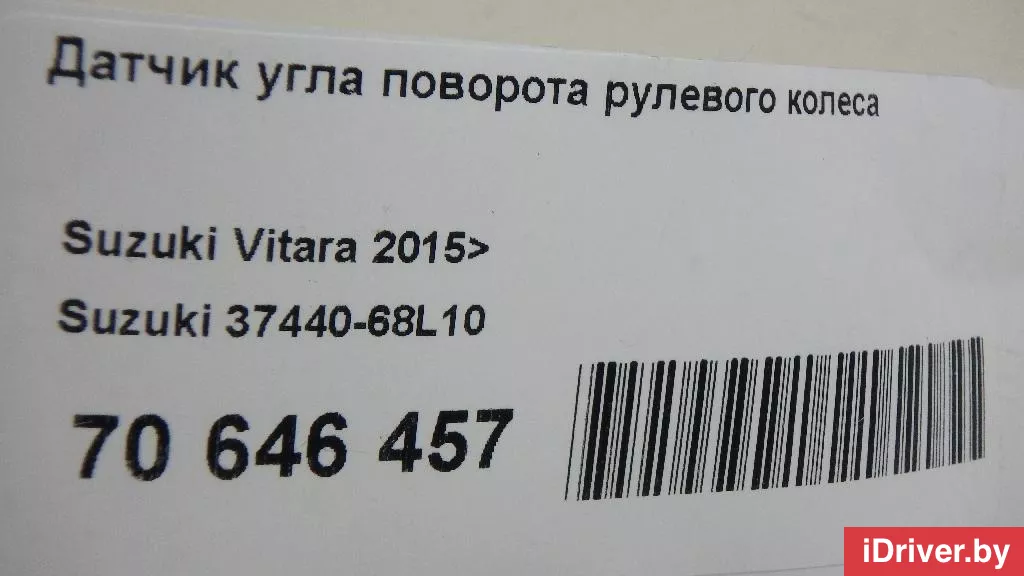 Датчик угла поворота рулевого колеса
Suzuki Vitara 2015>
Suzuki 37440-68L10
70 646 457
iDriver.by